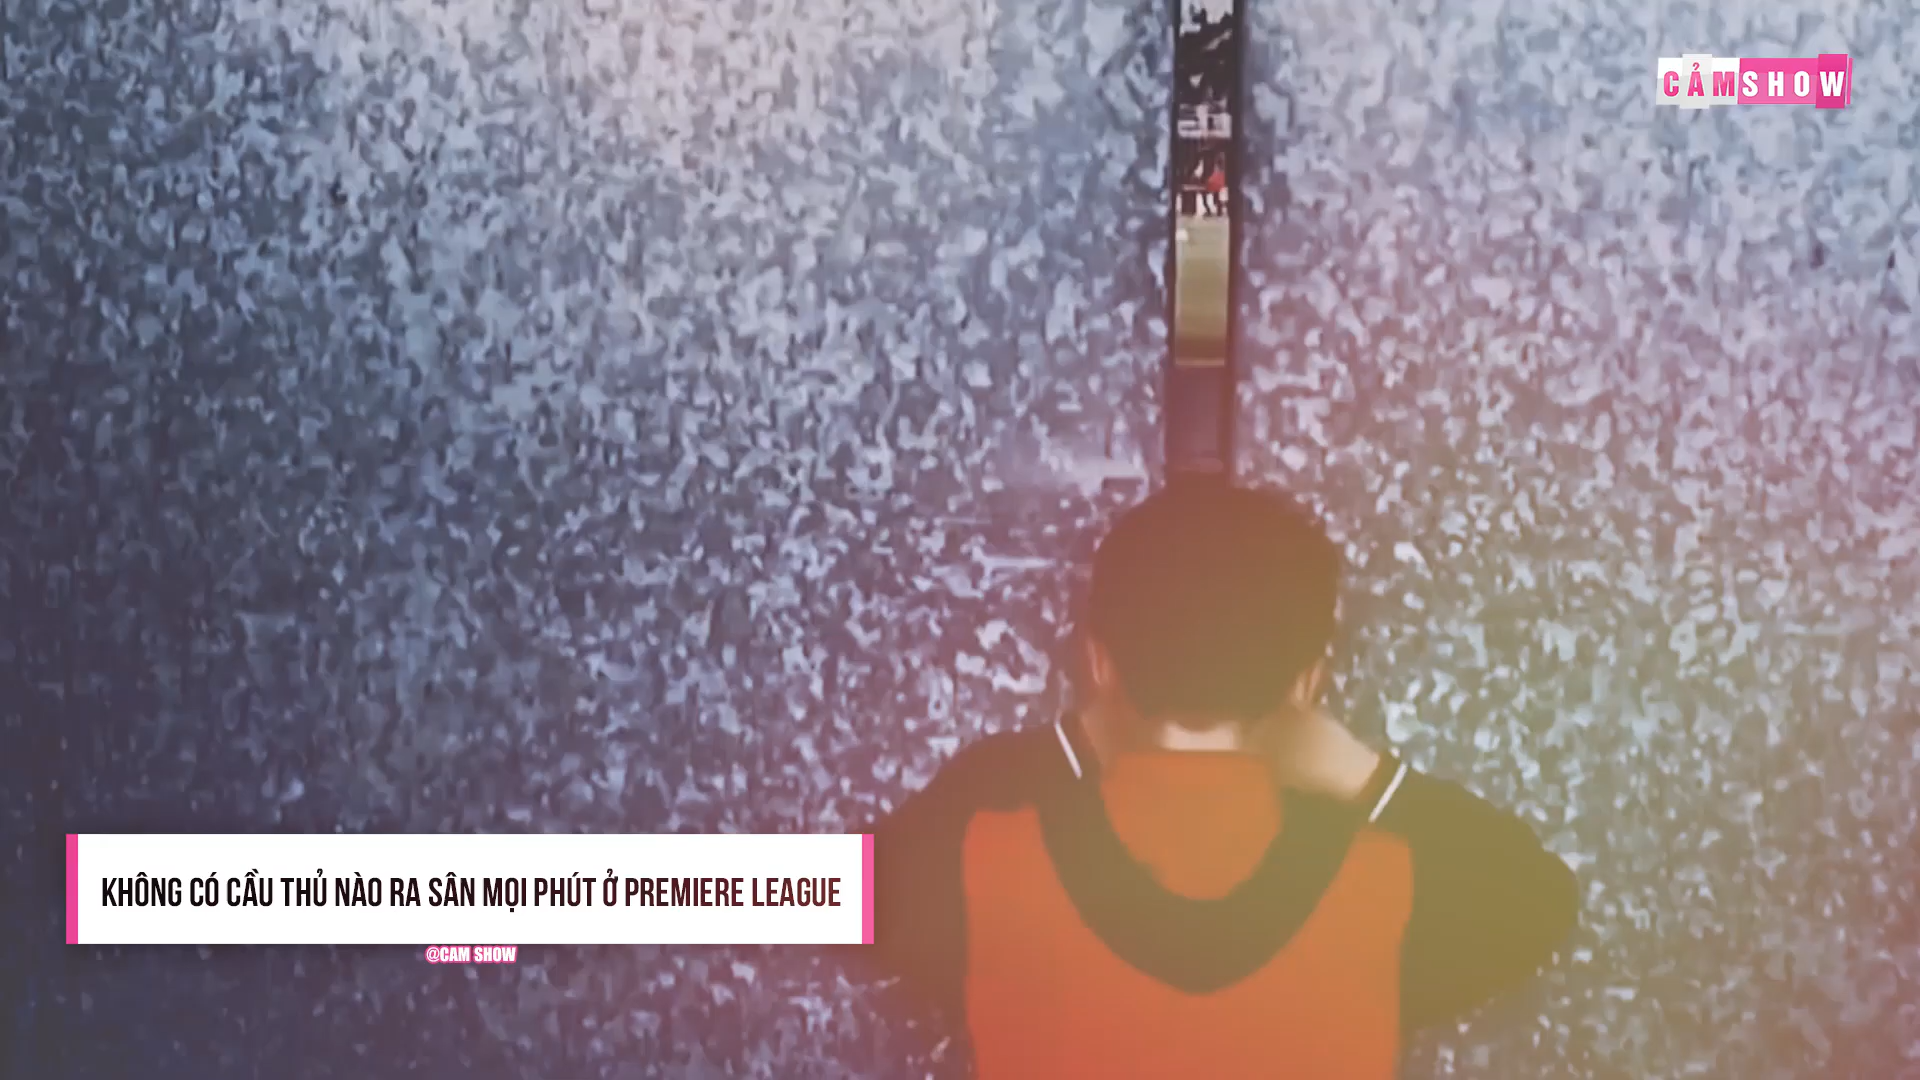 CẢMSHOW
KHÔNG CÓ CẦU THỦ NÀO RA SÂN MỌI PHÚT Ở PREMIERE LEAGUE
@CAM SHOW